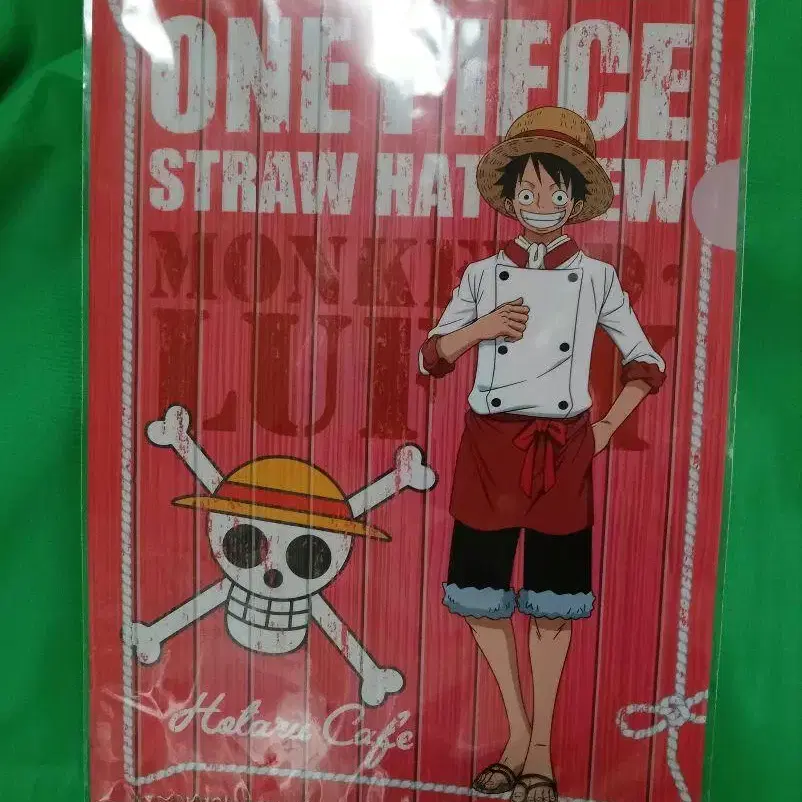 ONE PIECE
STRAW HAT CREW
MONKEY·D·
LUFFY
Hotaru Cafe